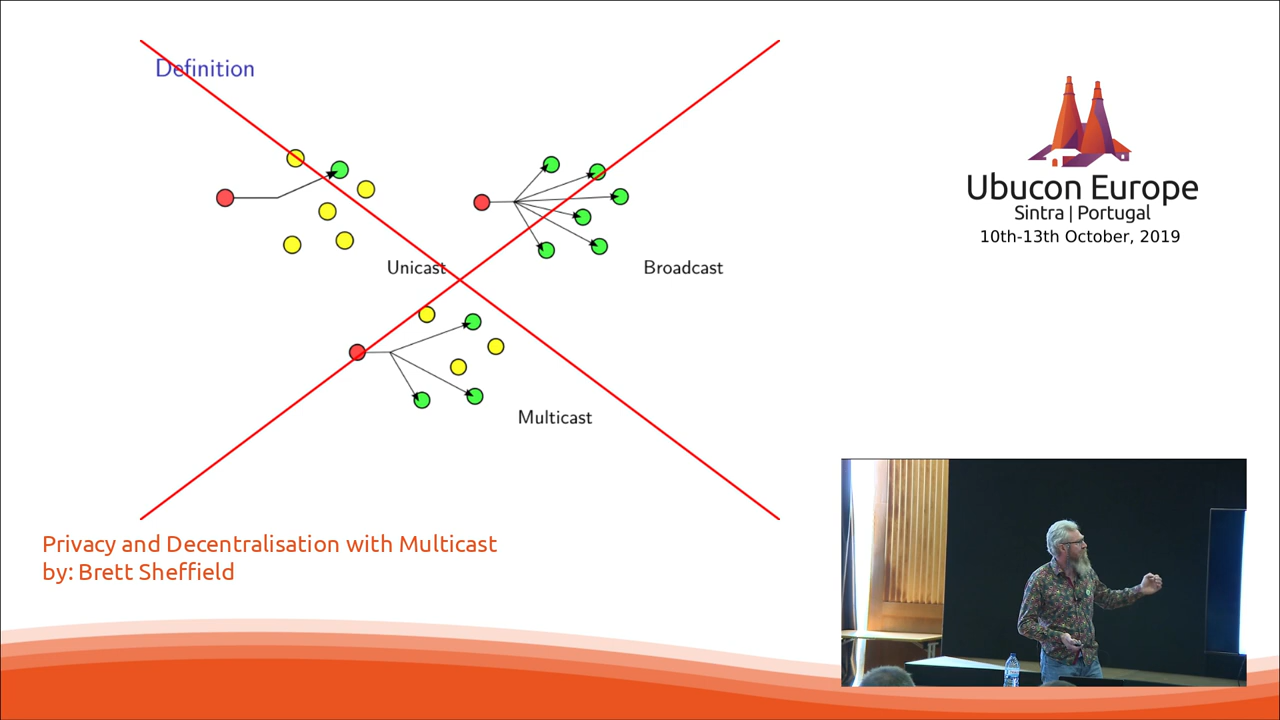 Definition
Unicast
Broadcast
Multicast
Ubucon Europe
Sintra | Portugal
10th-13th October, 2019
Privacy and Decentralisation with Multicast
by: Brett Sheffield